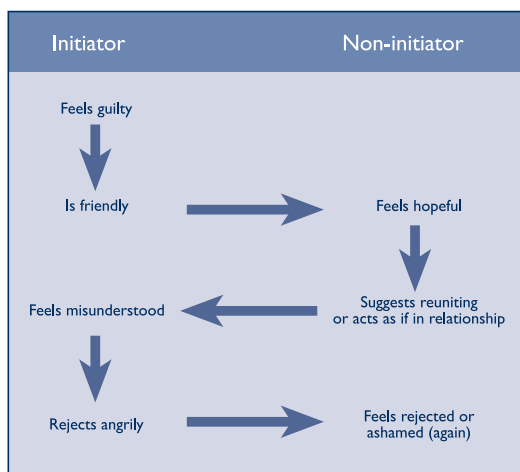 Initiator
Non-initiator
Feels guilty
Is friendly
Feels hopeful
Feels misunderstood
Suggests reuniting
or acts as if in relationship
Rejects angrily
Feels rejected or
ashamed (again)